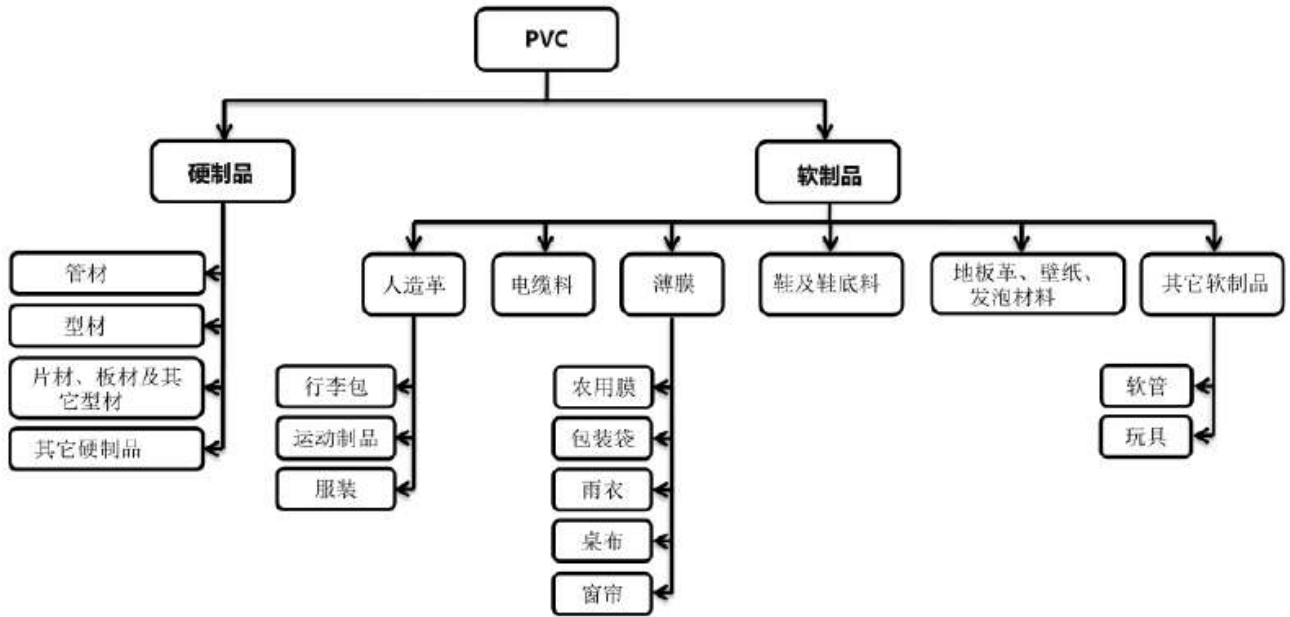 PVC
硬制品
软制品
管材
型材
片材、板材及其
它型材
其它硬制品
人造革
电缆料
薄膜
鞋及鞋底料
地板革、壁纸、
发泡材料
其它软制品
行李包
运动制品
服装
农用膜
包装袋
雨衣
桌布
窗帘
软管
玩具